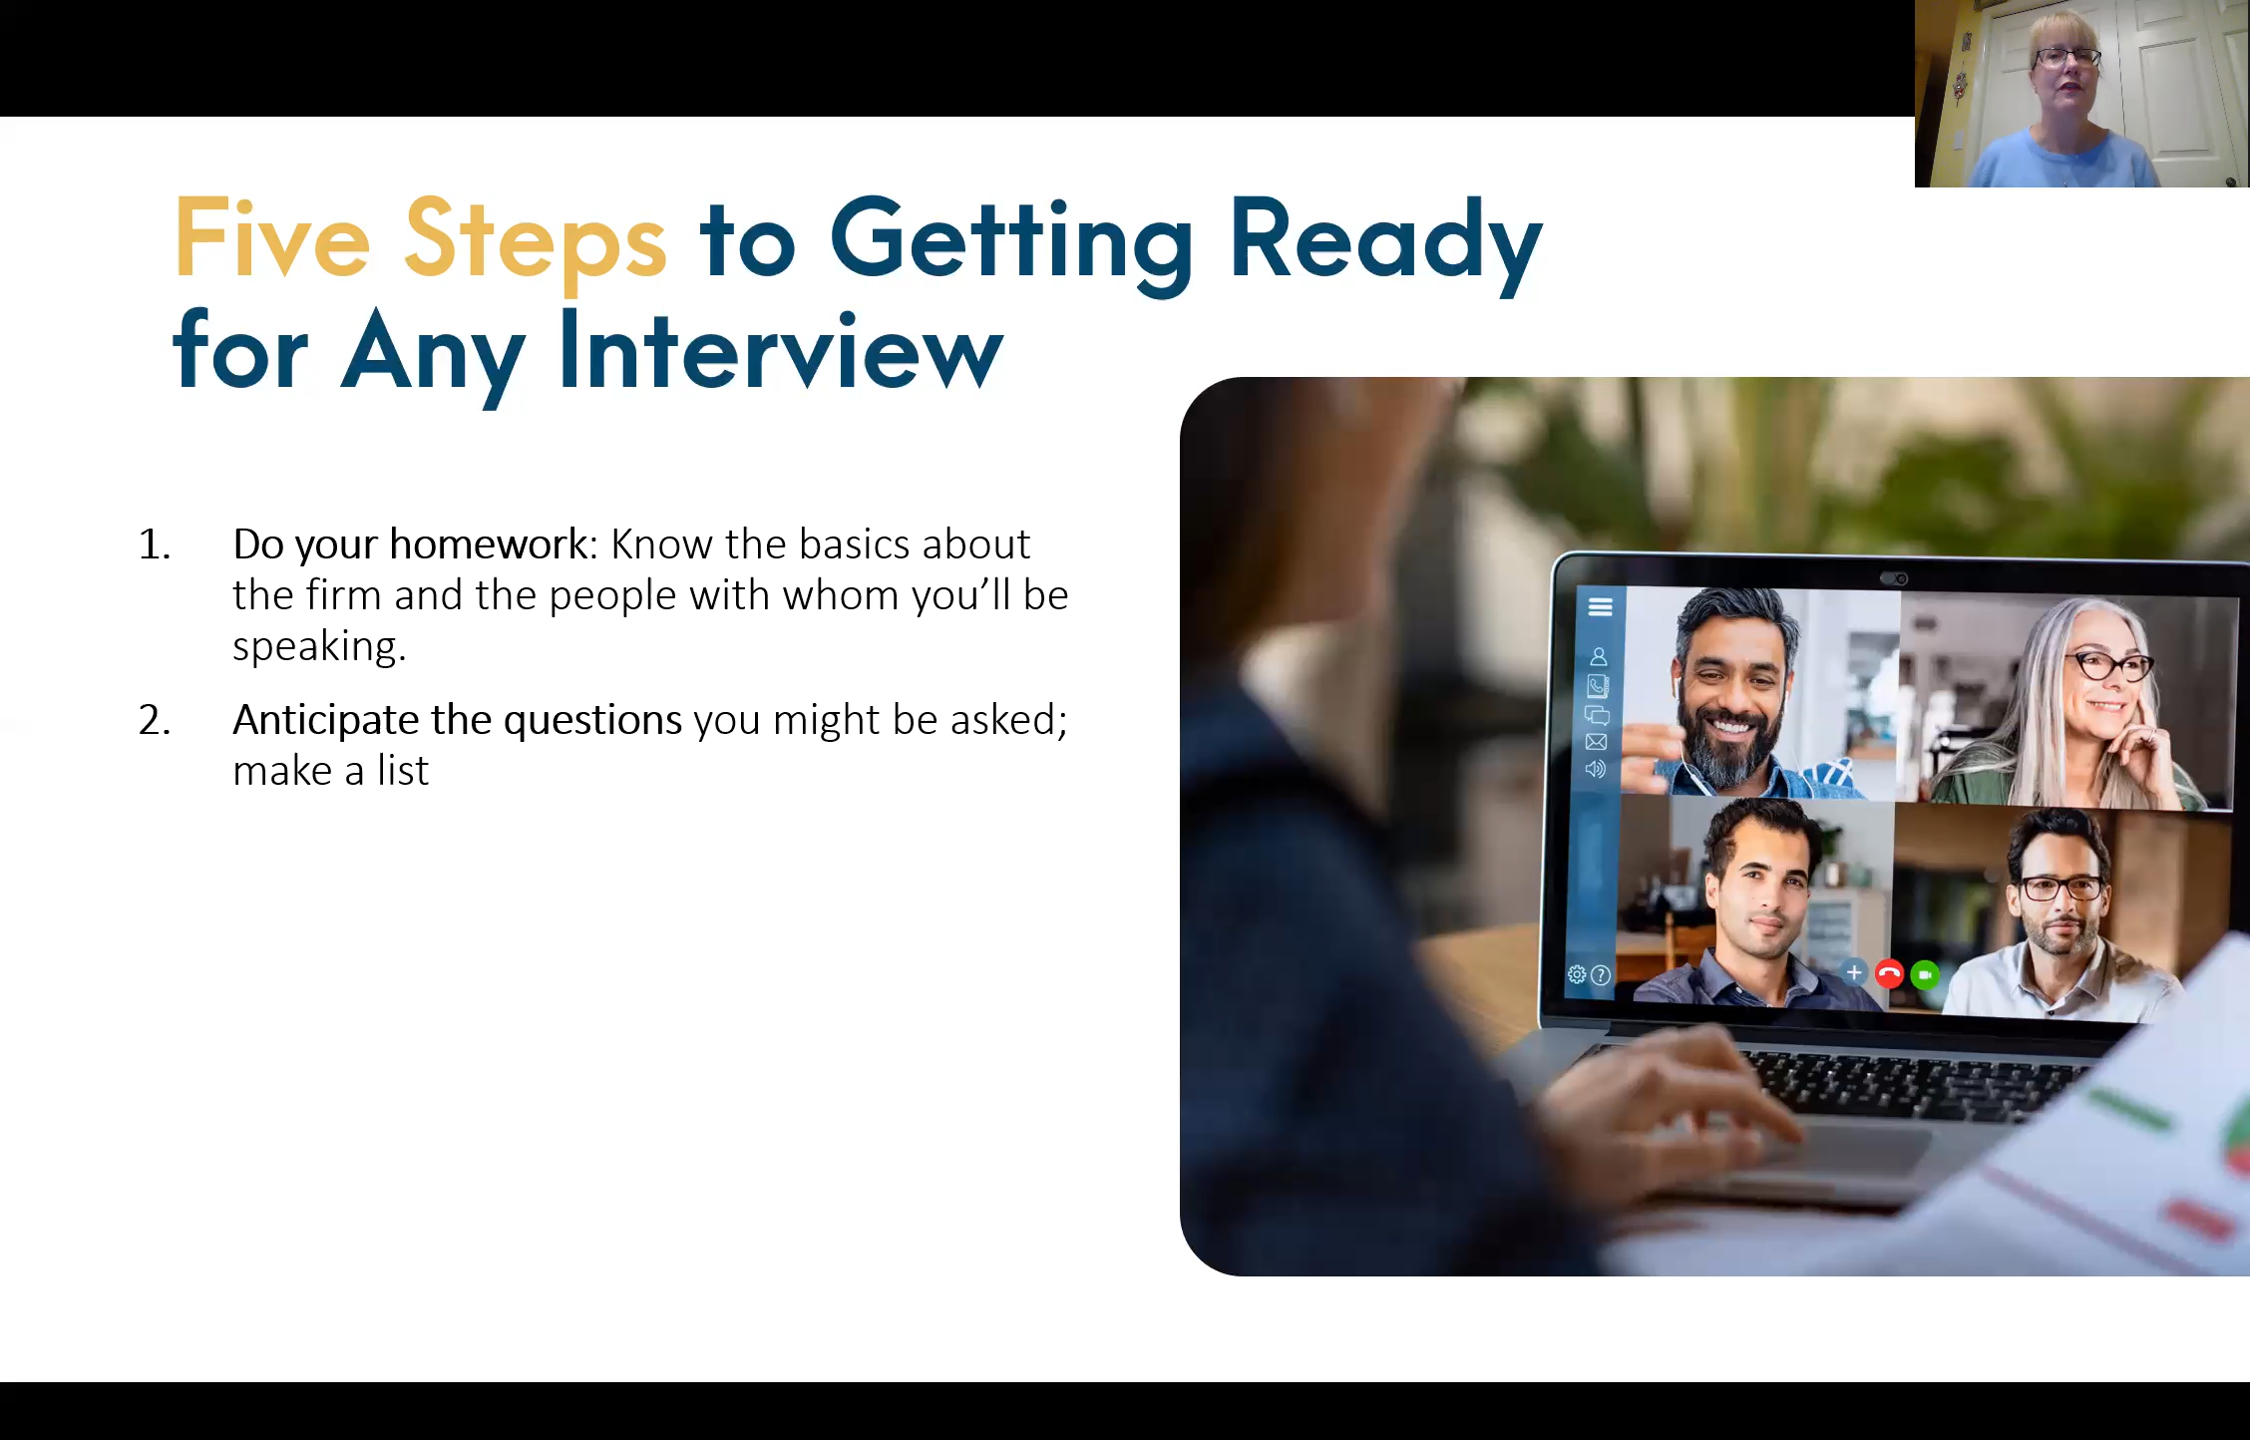 Five Steps to Getting Ready
for Any Interview
1. Do your homework: Know the basics about
the firm and the people with whom you’ll be
speaking.
2. Anticipate the questions you might be asked;
make a list